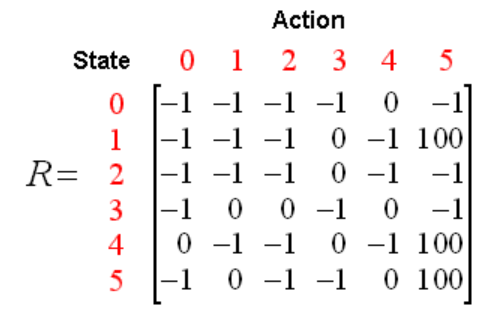 Action
State 0 1 2 3 4 5
0 -1 -1 -1 -1 0 -1
1 -1 -1 -1 0 -1 100
R= 2 -1 -1 -1 0 -1 -1
3 -1 0 0 -1 0 -1
4 0 -1 -1 0 -1 100
5 -1 0 -1 -1 0 100